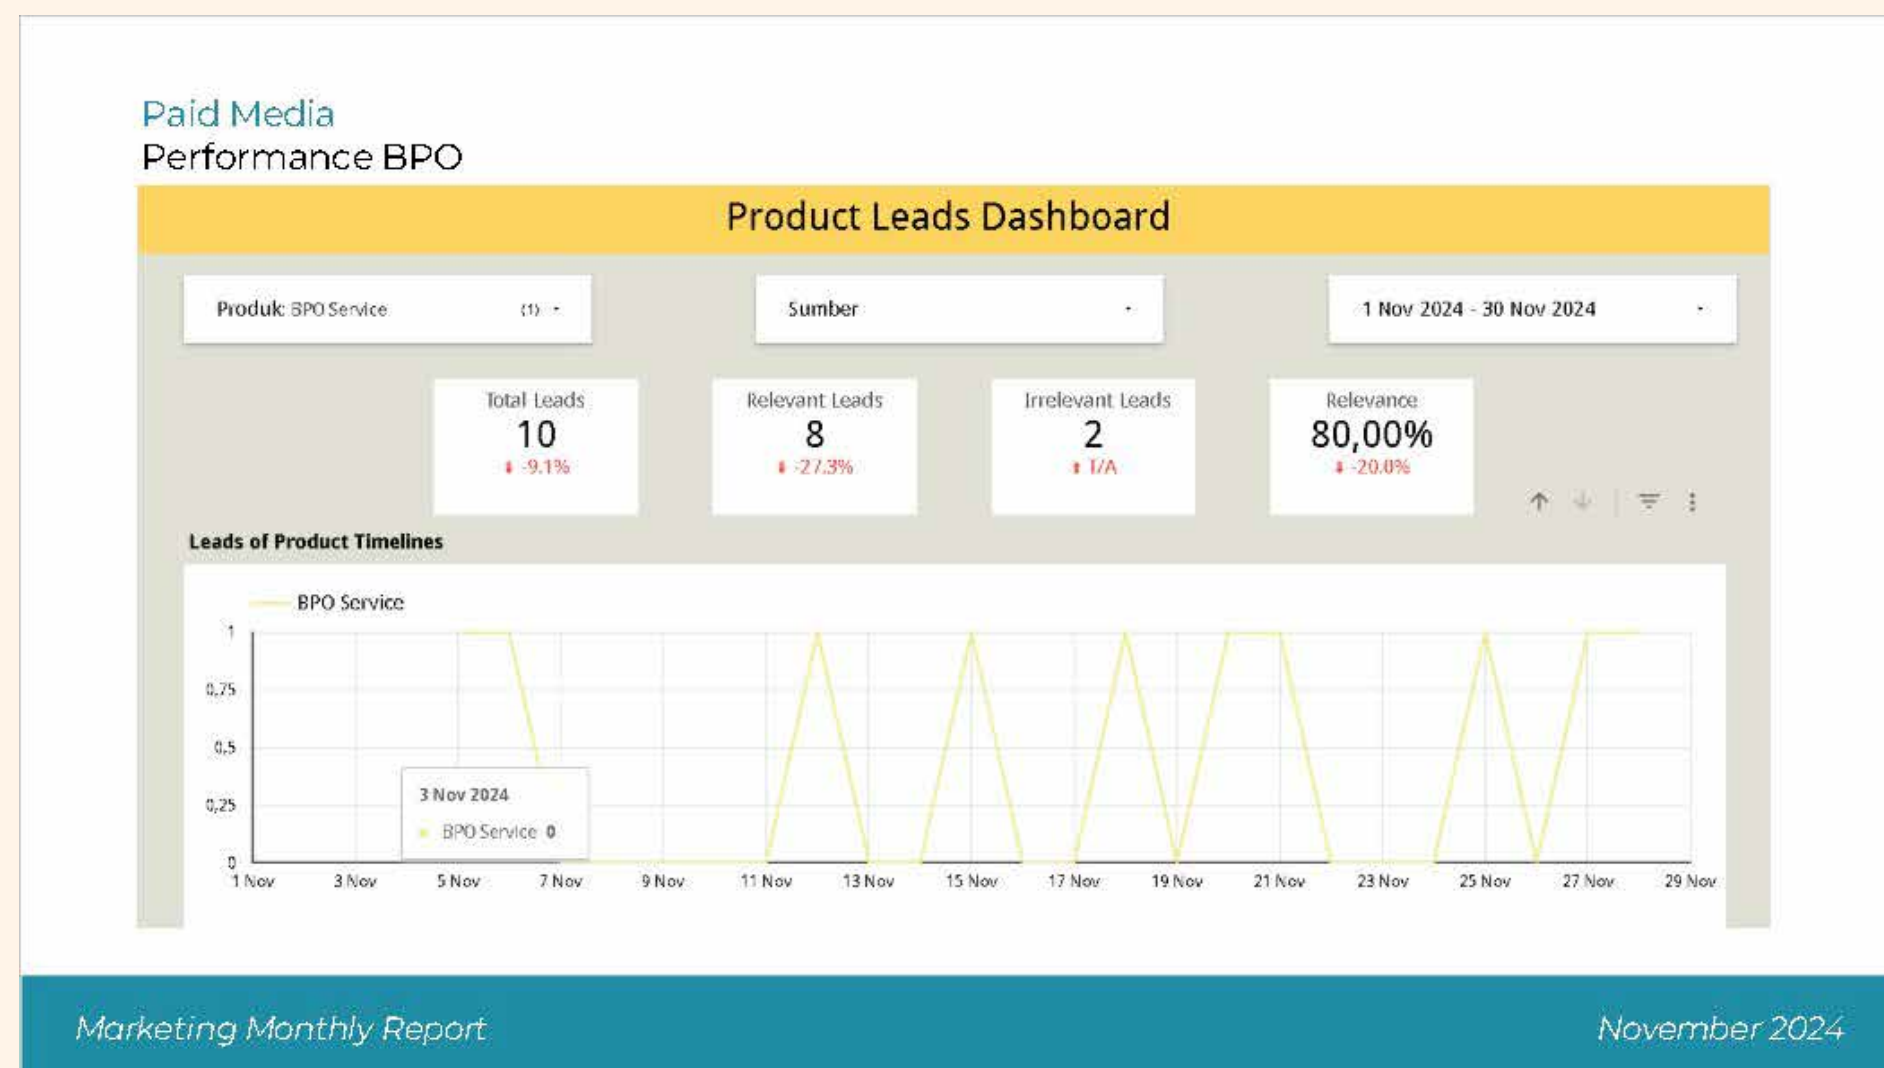 Paid Media
Performance BPO
Product Leads Dashboard
Produk: BPO Service (1)
Sumber
1 Nov 2024 - 30 Nov 2024
Total Leads
10
-9.1%
Relevant Leads
8
-27.3%
Irrelevant Leads
2
Relevance
80,00%
-20.0%
Leads of Product Timelines
BPO Service
1
0,75
0,5
0,25
0
3 Nov 2024
BPO Service 0
1 Nov 3 Nov 5 Nov 7 Nov 9 Nov 11 Nov 13 Nov 15 Nov 17 Nov 19 Nov 21 Nov 23 Nov 25 Nov 27 Nov 29 Nov
Marketing Monthly Report
November 2024